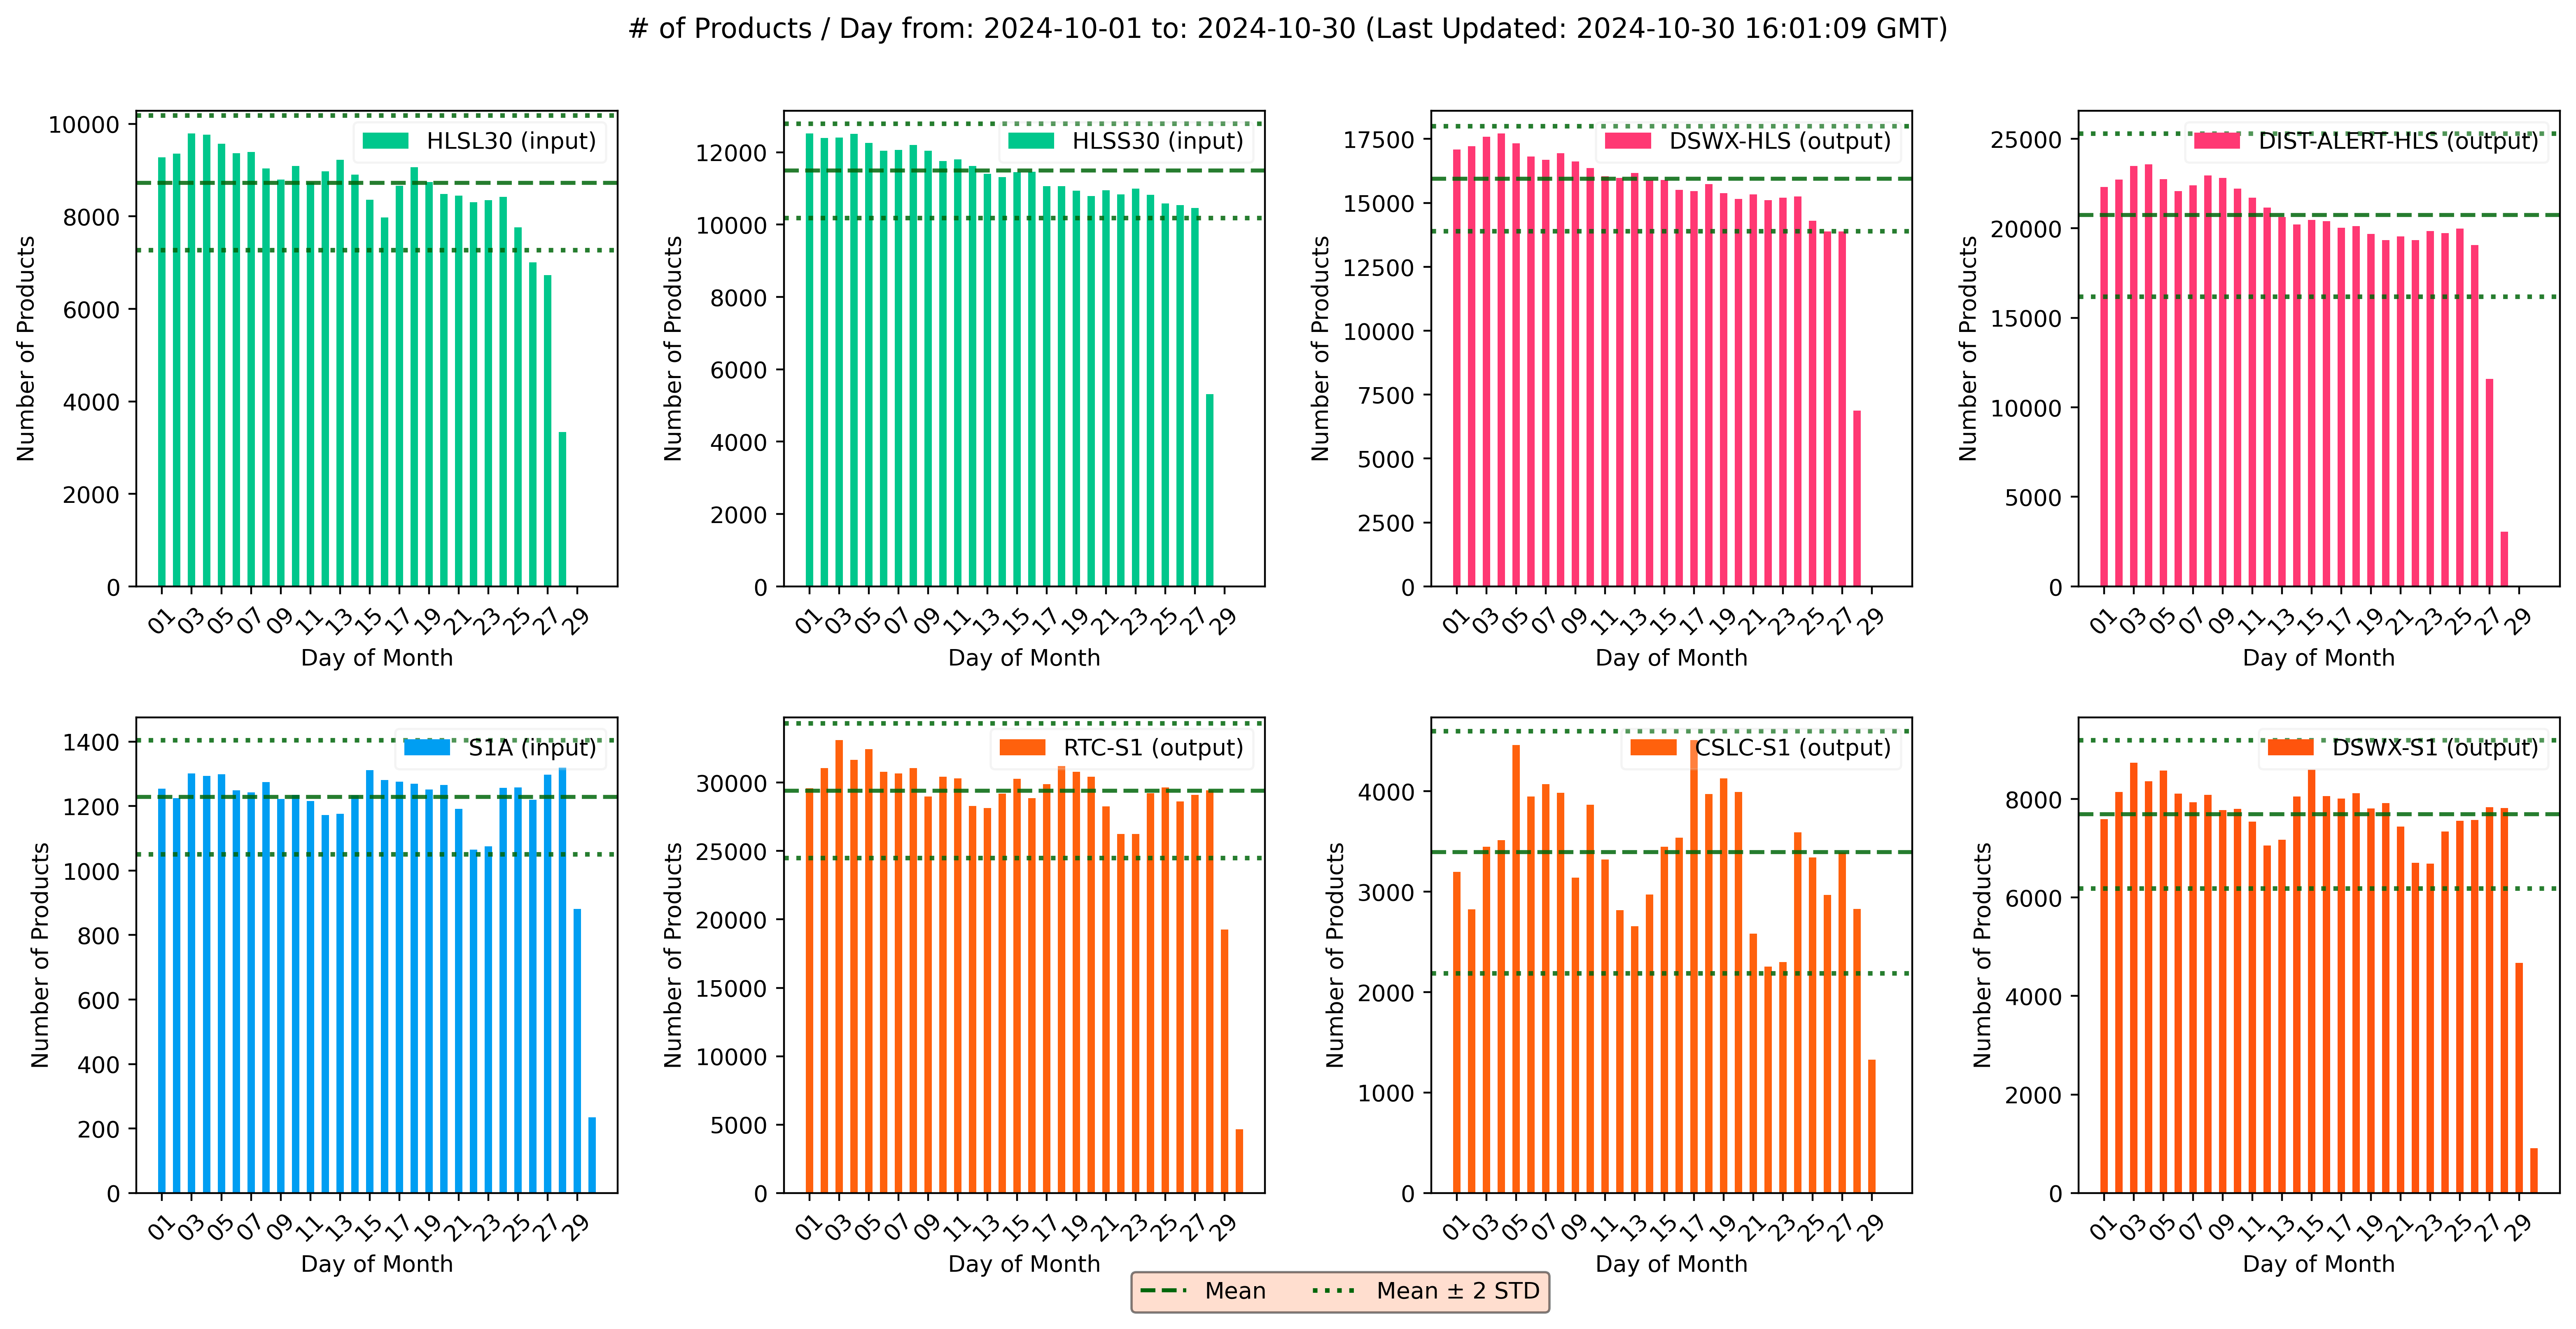 # of Products / Day from: 2024-10-01 to: 2024-10-30 (Last Updated: 2024-10-30 16:01:09 GMT)
HLSL30 (input)
Number of Products
10000
8000
6000
4000
2000
0
01 03 05 07 09 11 13 15 17 19 21 23 25 27 29
Day of Month
HLSS30 (input)
Number of Products
12000
10000
8000
6000
4000
2000
0
01 03 05 07 09 11 13 15 17 19 21 23 25 27 29
Day of Month
DSWX-HLS (output)
Number of Products
17500
15000
12500
10000
7500
5000
2500
0
01 03 05 07 09 11 13 15 17 19 21 23 25 27 29
Day of Month
DIST-ALERT-HLS (output)
Number of Products
25000
20000
15000
10000
5000
0
01 03 05 07 09 11 13 15 17 19 21 23 25 27 29
Day of Month
S1A (input)
Number of Products
1400
1200
1000
800
600
400
200
0
01 03 05 07 09 11 13 15 17 19 21 23 25 27 29
Day of Month
RTC-S1 (output)
Number of Products
30000
25000
20000
15000
10000
5000
0
01 03 05 07 09 11 13 15 17 19 21 23 25 27 29
Day of Month
CSLC-S1 (output)
Number of Products
4000
3000
2000
1000
0
01 03 05 07 09 11 13 15 17 19 21 23 25 27 29
Day of Month
DSWX-S1 (output)
Number of Products
8000
6000
4000
2000
0
01 03 05 07 09 11 13 15 17 19 21 23 25 27 29
Day of Month
Mean
Mean ± 2 STD